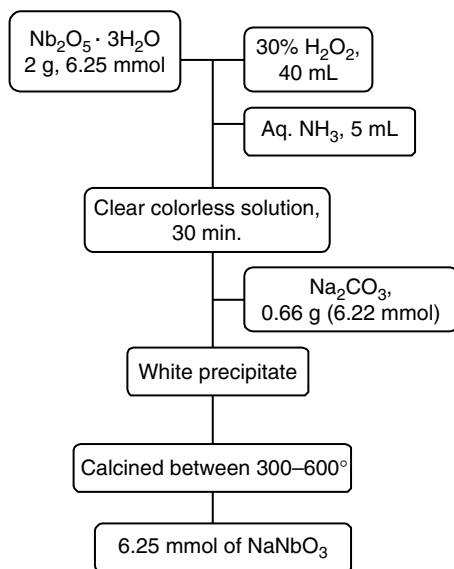 Nb₂O₅ · 3H₂O
2 g, 6.25 mmol
30% H₂O₂,
40 mL
Aq. NH₃, 5 mL
Clear colorless solution,
30 min.
Na₂CO₃,
0.66 g (6.22 mmol)
White precipitate
Calcined between 300–600°
6.25 mmol of NaNbO₃